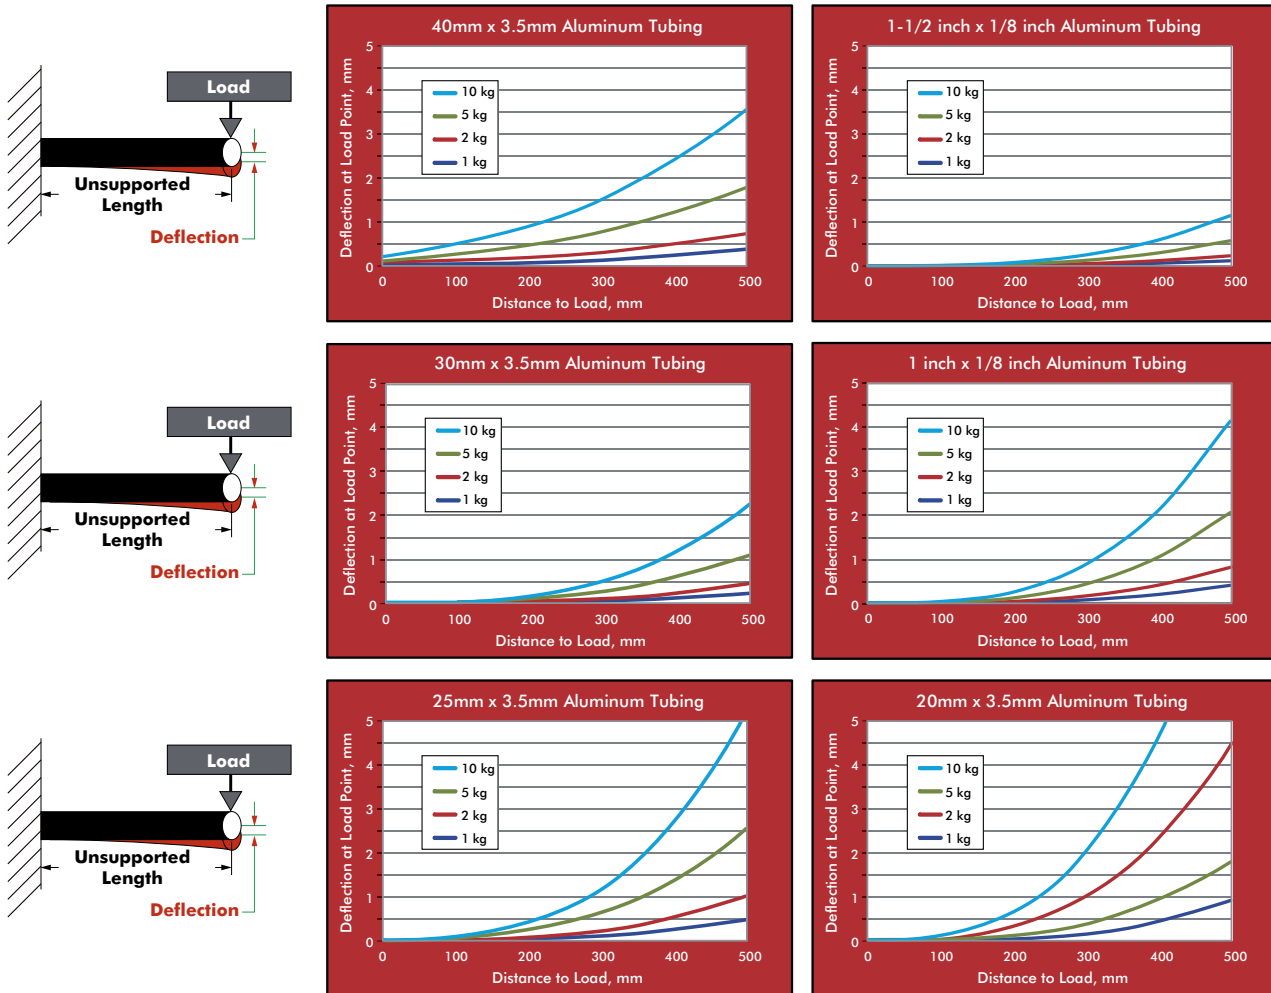 Load
Unsupported
Length
Deflection
40mm x 3.5mm Aluminum Tubing
Deflection at Load Point, mm
5
4
3
2
1
0
10 kg
5 kg
2 kg
1 kg
0 100 200 300 400 500
Distance to Load, mm
1-1/2 inch x 1/8 inch Aluminum Tubing
Deflection at Load Point, mm
5
4
3
2
1
0
10 kg
5 kg
2 kg
1 kg
0 100 200 300 400 500
Distance to Load, mm
Load
Unsupported
Length
Deflection
30mm x 3.5mm Aluminum Tubing
Deflection at Load Point, mm
5
4
3
2
1
0
10 kg
5 kg
2 kg
1 kg
0 100 200 300 400 500
Distance to Load, mm
1 inch x 1/8 inch Aluminum Tubing
Deflection at Load Point, mm
5
4
3
2
1
0
10 kg
5 kg
2 kg
1 kg
0 100 200 300 400 500
Distance to Load, mm
Load
Unsupported
Length
Deflection
25mm x 3.5mm Aluminum Tubing
Deflection at Load Point, mm
5
4
3
2
1
0
10 kg
5 kg
2 kg
1 kg
0 100 200 300 400 500
Distance to Load, mm
20mm x 3.5mm Aluminum Tubing
Deflection at Load Point, mm
5
4
3
2
1
0
10 kg
5 kg
2 kg
1 kg
0 100 200 300 400 500
Distance to Load, mm